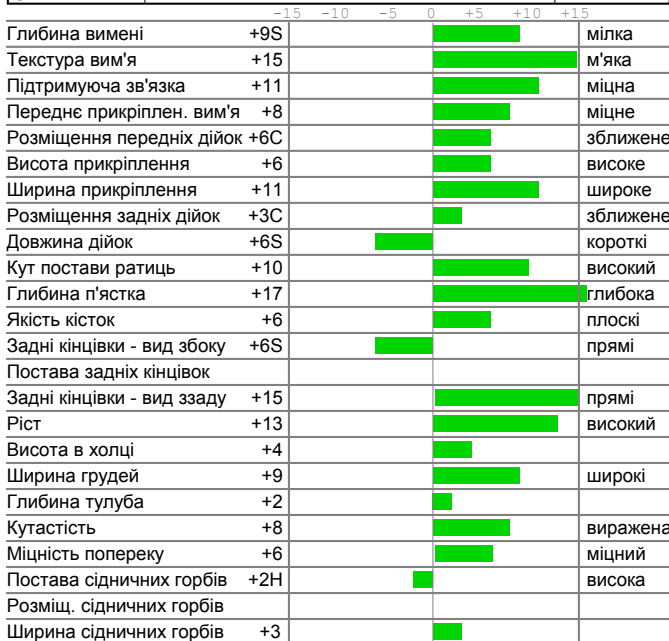 -15 -10 -5 0 +5 +10 +15
Глибина вимені +9S мілка
Текстура вим'я +15 м'яка
Підтримуюча зв'язка +11 міцна
Переднє прикріплен. вим'я +8 міцне
Розміщення передніх дійок +6C зближене
Висота прикріплення +6 високе
Ширина прикріплення +11 широке
Розміщення задніх дійок +3C зближене
Довжина дійок +6S короткі
Кут постави ратиць +10 високий
Глибина п'ястка +17 глибока
Якість кісток +6 плоскі
Задні кінцівки - вид збоку +6S прямі
Постава задніх кінцівок
Задні кінцівки - вид ззаду +15 прямі
Ріст +13 високий
Висота в холці +4
Ширина грудей +9 широкі
Глибина тулуба +2
Кутастість +8 виражена
Міцність попереку +6 міцний
Постава сідничних горбів +2H висока
Розміщ. сідничних горбів
Ширина сідничних горбів +3